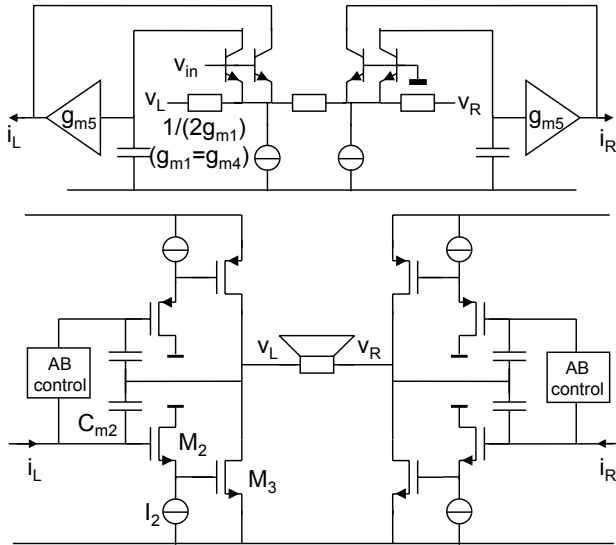 v_in
v_L
v_R
g_m5
g_m5
i_L
i_R
1/(2g_m1)
(g_m1=g_m4)
v_L
v_R
AB
control
AB
control
C_m2
M_2
i_L
i_R
M_3
I_2